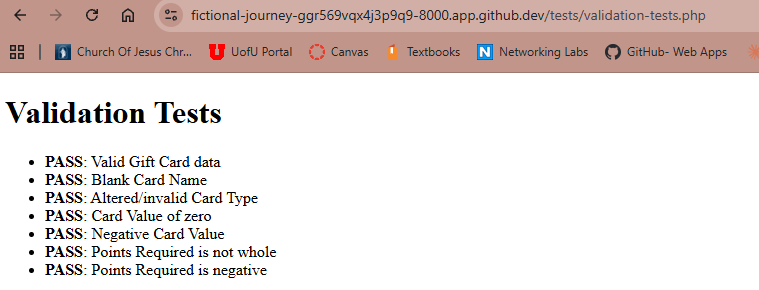 fictional-journey-ggr569vqx4j3p9q9-8000.app.github.dev/tests/validation-tests.php
Church Of Jesus Chr... UofU Portal Canvas Textbooks N Networking Labs GitHub- Web Apps
Validation Tests
PASS: Valid Gift Card data
PASS: Blank Card Name
PASS: Altered/invalid Card Type
PASS: Card Value of zero
PASS: Negative Card Value
PASS: Points Required is not whole
PASS: Points Required is negative